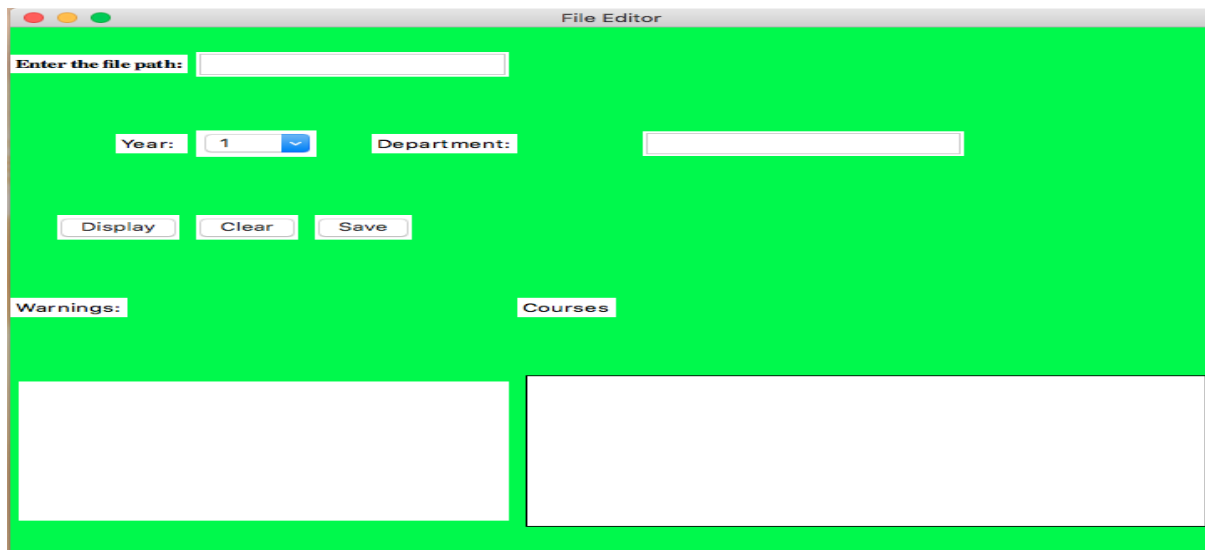 File Editor
Enter the file path:
Year: 1 Department:
Display Clear Save
Warnings: Courses